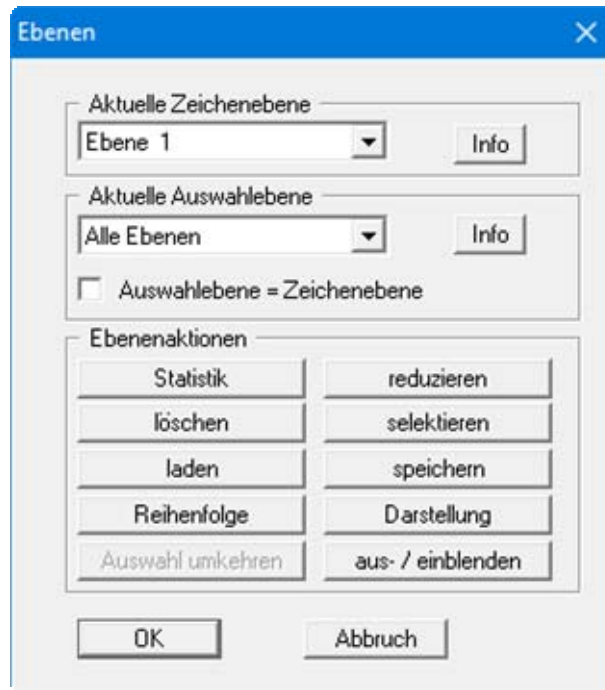 Ebenen
Aktuelle Zeichenebene
Ebene 1 Info
Aktuelle Auswahlebene
Alle Ebenen Info
Auswahlebene = Zeichenebene
Ebenenaktionen
Statistik reduzieren
löschen selektieren
laden speichern
Reihenfolge Darstellung
Auswahl umkehren aus- / einblenden
OK Abbruch